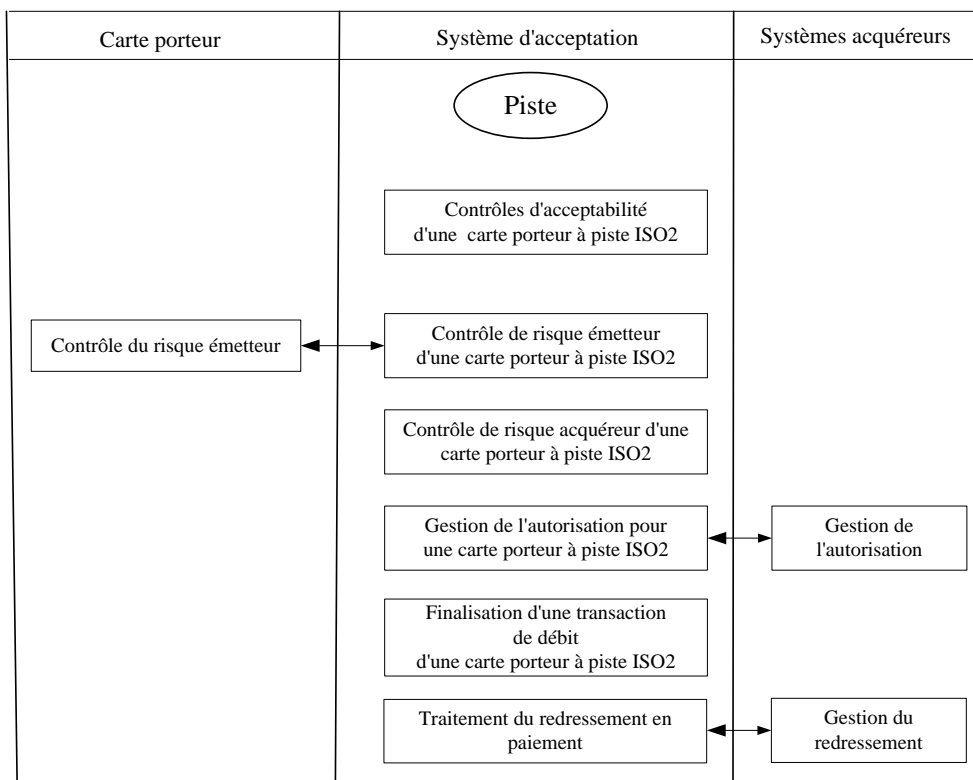 Carte porteur
Système d'acceptation
Systèmes acquéreurs
Piste
Contrôles d'acceptabilité
d'une carte porteur à piste ISO2
Contrôle du risque émetteur
Contrôle de risque émetteur
d'une carte porteur à piste ISO2
Contrôle de risque acquéreur d'une
carte porteur à piste ISO2
Gestion de l'autorisation pour
une carte porteur à piste ISO2
Gestion de
l'autorisation
Finalisation d'une transaction
de débit
d'une carte porteur à piste ISO2
Traitement du redressement en
paiement
Gestion du
redressement